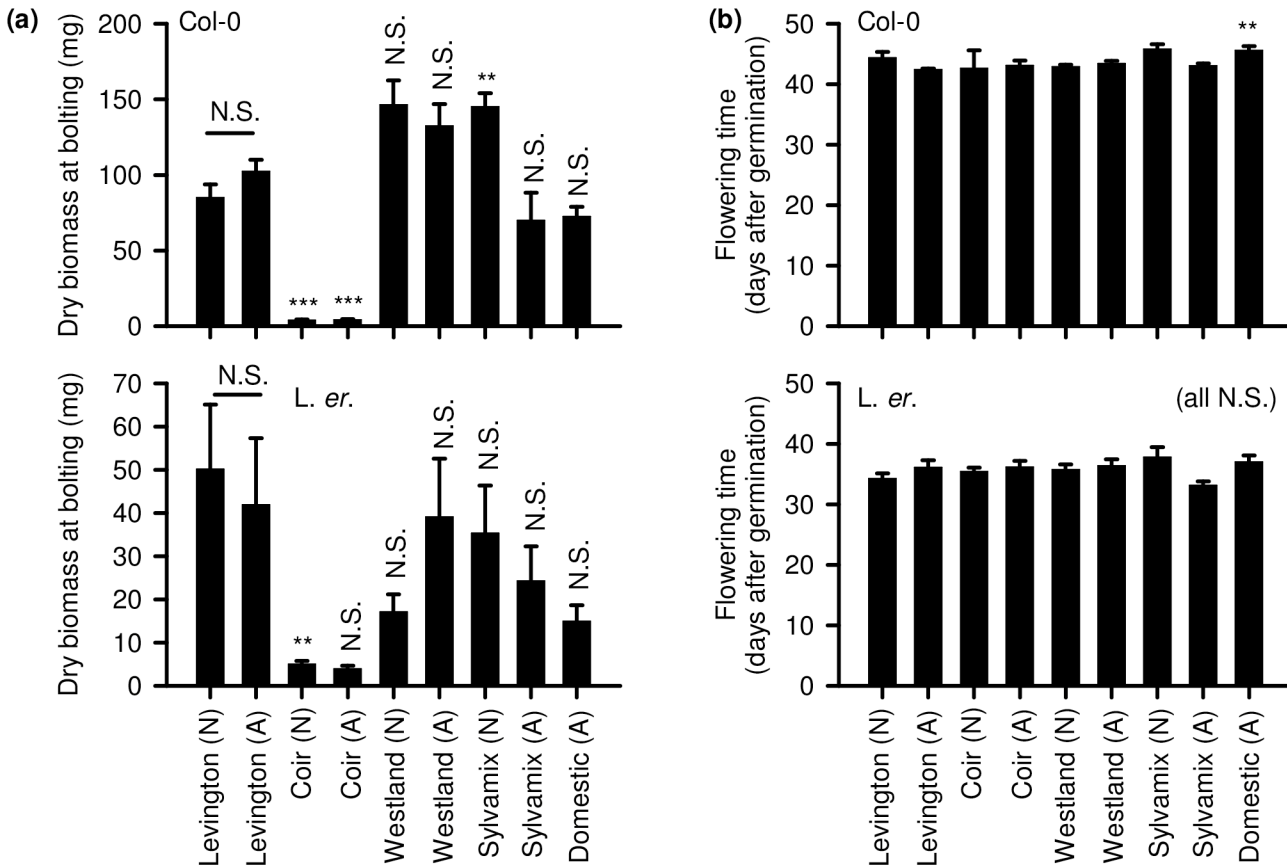 (a)
Col-0
Dry biomass at bolting (mg)
200
150
100
50
0
N.S.
***
***
N.S.
N.S.
**
N.S.
N.S.
(b)
Col-0
Flowering time
(days after germination)
50
40
30
20
10
0
**
L. er.
Dry biomass at bolting (mg)
70
60
50
40
30
20
10
0
N.S.
**
N.S.
N.S.
N.S.
N.S.
N.S.
N.S.
Levington (N)
Levington (A)
Coir (N)
Coir (A)
Westland (N)
Westland (A)
Sylvamix (N)
Sylvamix (A)
Domestic (A)
L. er.
(all N.S.)
Flowering time
(days after germination)
50
40
30
20
10
0
Levington (N)
Levington (A)
Coir (N)
Coir (A)
Westland (N)
Westland (A)
Sylvamix (N)
Sylvamix (A)
Domestic (A)